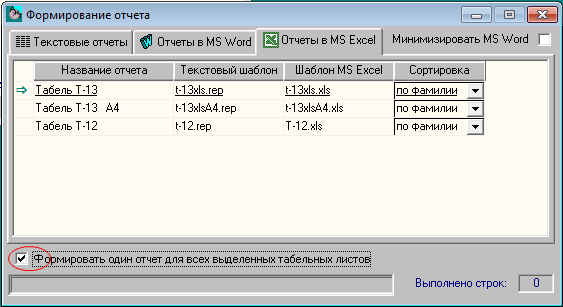 Формирование отчета
Текстовые отчеты Отчеты в MS Word Отчеты в MS Excel Минимизировать MS Word
Название отчета Текстовый шаблон Шаблон MS Excel Сортировка
Табель Т-13 t-13xls.rep t-13xls.xls по фамилии
Табель Т-13 А4 t-13xlsA4.rep t-13xlsA4.xls по фамилии
Табель Т-12 t-12.rep T-12.xls по фамилии
Формировать один отчет для всех выделенных табельных листов
Выполнено строк: 0